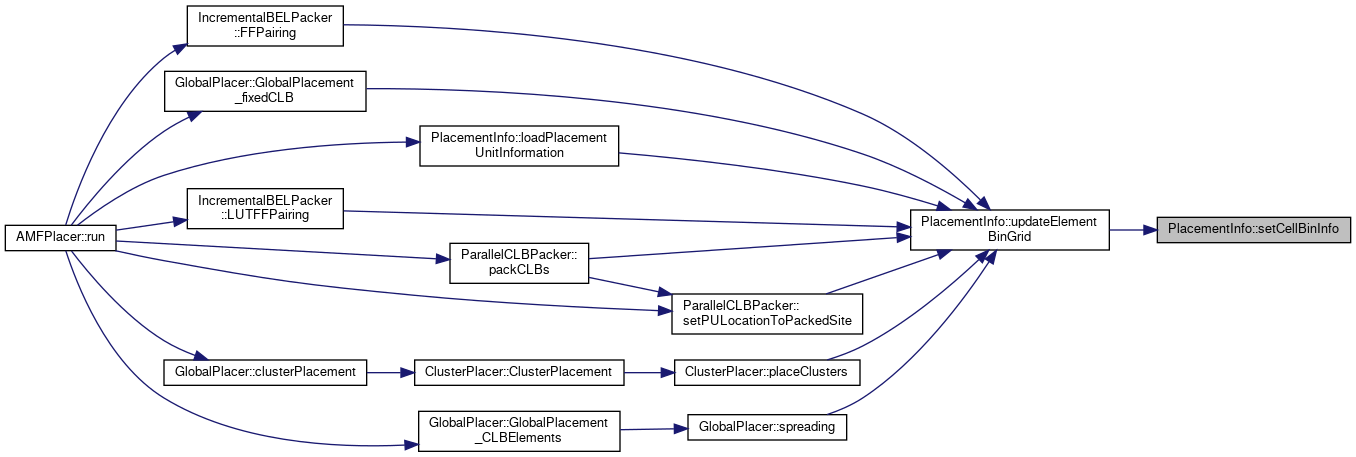 IncrementalBELPacker
::FFPairing
GlobalPlacer::GlobalPlacement
_fixedCLB
PlacementInfo::loadPlacement
UnitInformation
IncrementalBELPacker
::LUTFFPairing
PlacementInfo::updateElement
BinGrid
PlacementInfo::setCellBinInfo
AMFPlacer::run
ParallelCLBPacker::
packCLBs
ParallelCLBPacker::
setPULocationToPackedSite
GlobalPlacer::clusterPlacement
ClusterPlacer::ClusterPlacement
ClusterPlacer::placeClusters
GlobalPlacer::GlobalPlacement
_CLBElements
GlobalPlacer::spreading